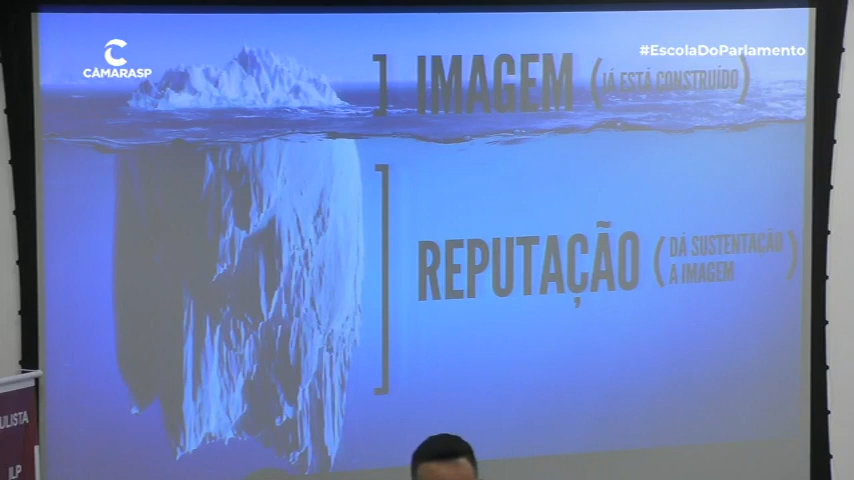 CÂMARASP
#EscolaDoParlamento
IMAGEM (JÁ ESTÁ CONSTRUÍDO)
REPUTAÇÃO (DÁ SUSTENTAÇÃO
A IMAGEM)
ULISTA
ILP